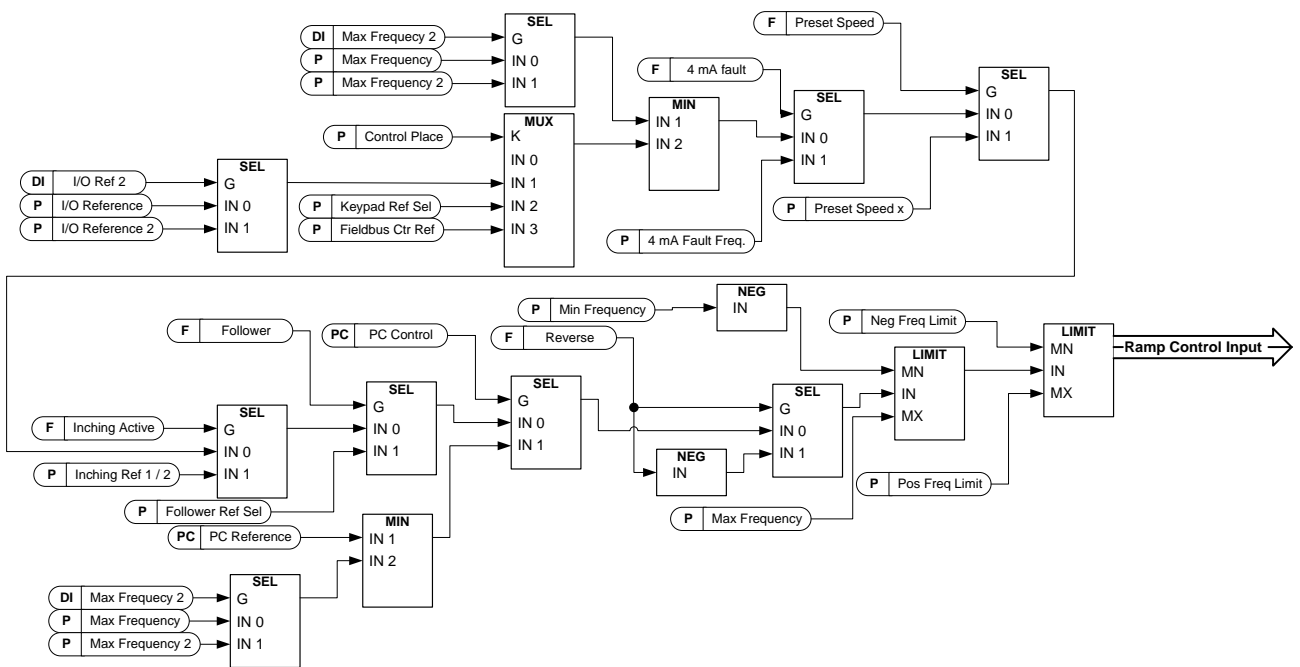 SEL
DI Max Frequecy 2
G
P Max Frequency
IN 0
P Max Frequency 2
IN 1
F Preset Speed
F 4 mA fault
SEL
G
IN 0
IN 1
SEL
G
IN 0
IN 1
MIN
IN 1
IN 2
P Control Place
MUX
K
IN 0
IN 1
IN 2
IN 3
SEL
DI I/O Ref 2
G
P I/O Reference
IN 0
P I/O Reference 2
IN 1
P Keypad Ref Sel
P Fieldbus Ctr Ref
P Preset Speed x
P 4 mA Fault Freq.
P Min Frequency
NEG
IN
F Follower
PC PC Control
F Reverse
P Neg Freq Limit
LIMIT
MN
IN
MX
Ramp Control Input
LIMIT
MN
IN
MX
SEL
G
IN 0
IN 1
SEL
G
IN 0
IN 1
SEL
G
IN 0
IN 1
SEL
F Inching Active
G
IN 0
P Inching Ref 1 / 2
IN 1
NEG
IN
P Pos Freq Limit
P Follower Ref Sel
P Max Frequency
MIN
PC PC Reference
IN 1
IN 2
SEL
DI Max Frequecy 2
G
P Max Frequency
IN 0
P Max Frequency 2
IN 1